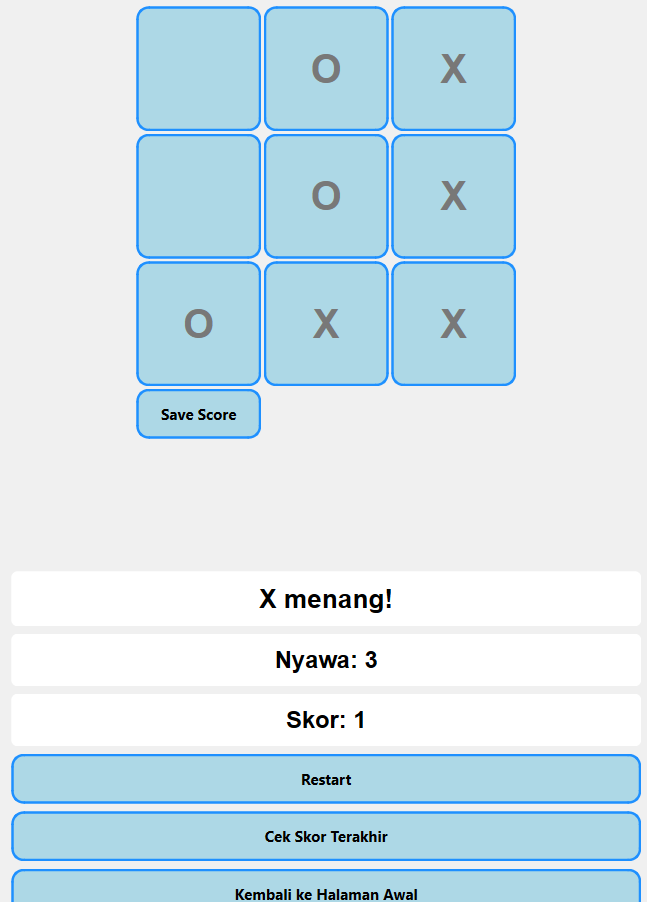 O X
O X
O X X
Save Score
X menang!
Nyawa: 3
Skor: 1
Restart
Cek Skor Terakhir
Kembali ke Halaman Awal